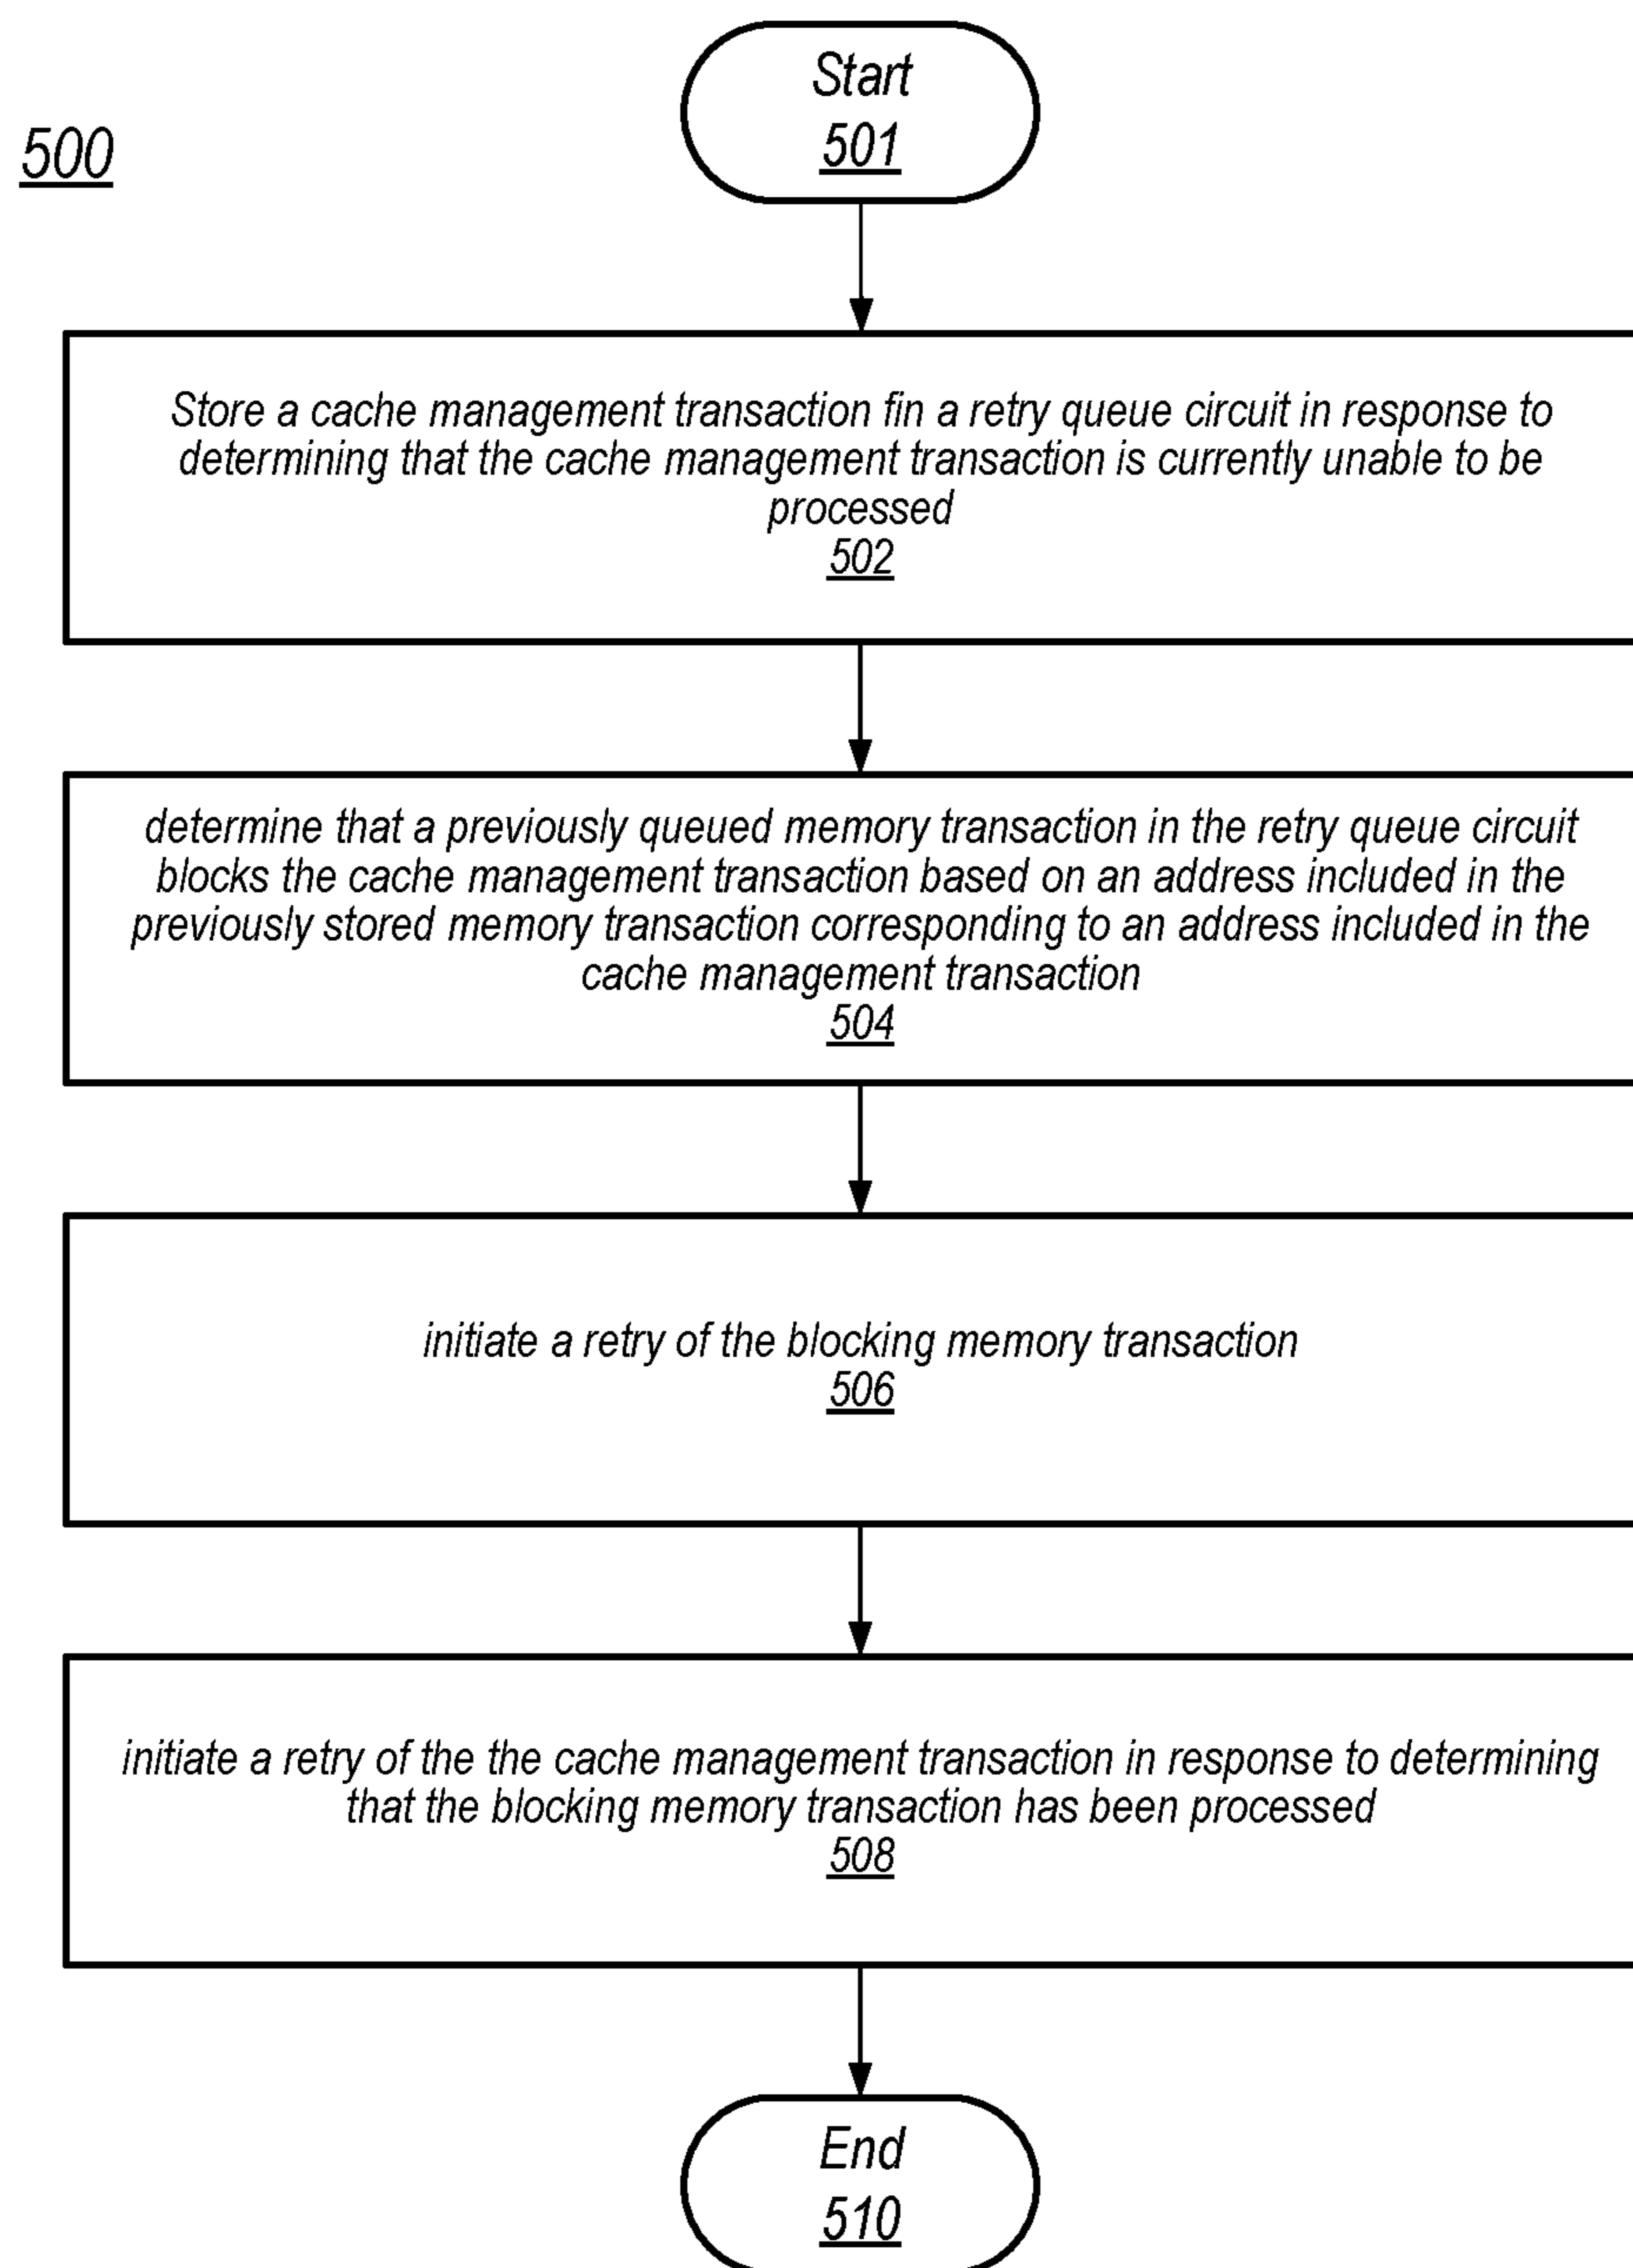 500
Start
501
Store a cache management transaction fin a retry queue circuit in response to
determining that the cache management transaction is currently unable to be
processed
502
determine that a previously queued memory transaction in the retry queue circuit
blocks the cache management transaction based on an address included in the
previously stored memory transaction corresponding to an address included in the
cache management transaction
504
initiate a retry of the blocking memory transaction
506
initiate a retry of the the cache management transaction in response to determining
that the blocking memory transaction has been processed
508
End
510